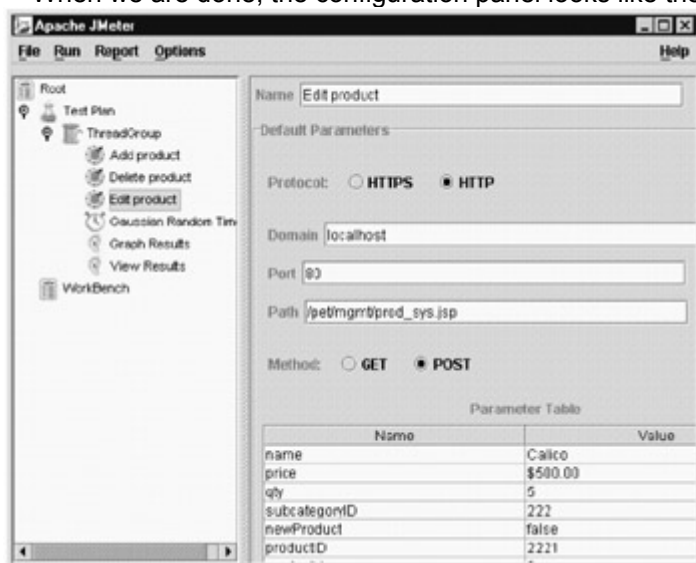 When we are done, the configuration panel looks like the
Apache JMeter
File Run Report Options Help
Root
Test Plan
ThreadGroup
Add product
Delete product
Edit product
Gaussian Random Tim
Graph Results
View Results
WorkBench
Name Edit product
Default Parameters
Protocol: HTTPS HTTP
Domain localhost
Port 80
Path /pet/mgmt/prod_sys.jsp
Method: GET POST
Parameter Table
Name Value
name Calico
price $500.00
qty 5
subcategoryID 222
newProduct false
productID 2221